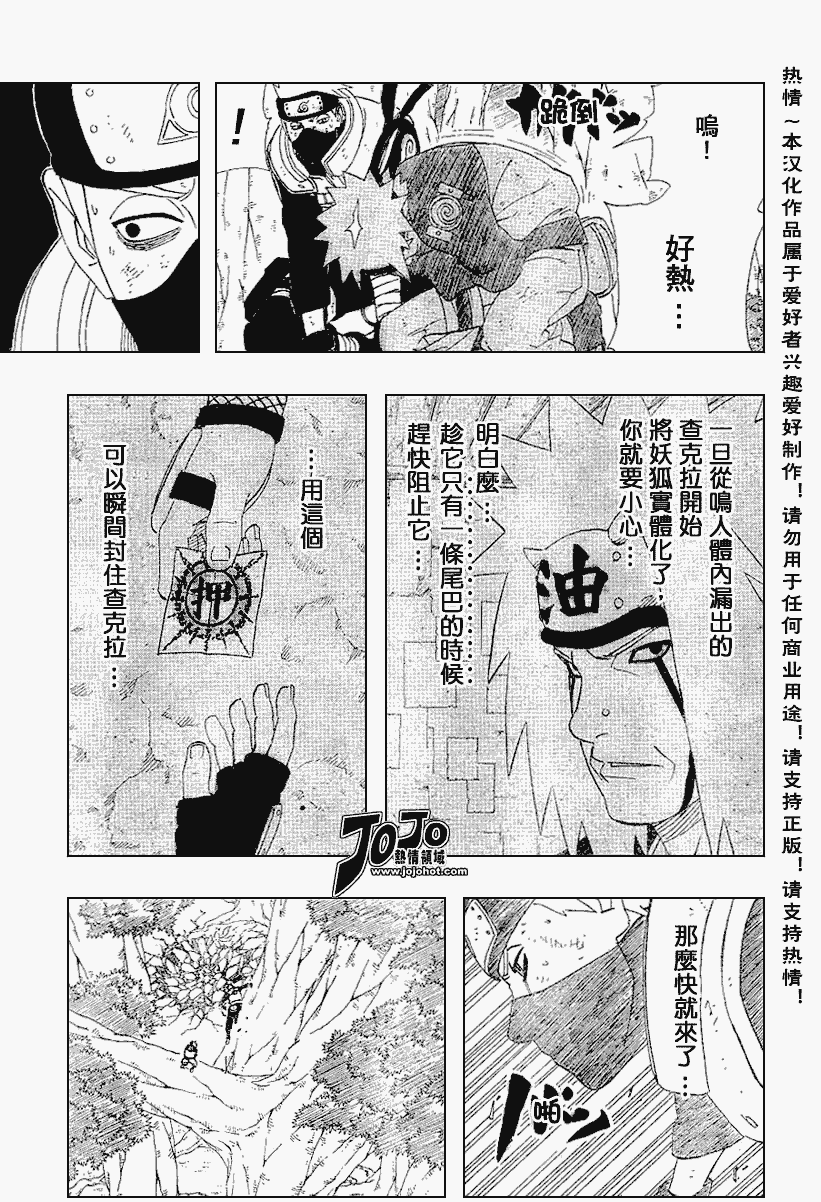 嗚！
跪倒
好熱…
！
一旦從鳴人體內漏出的
查克拉開始
將妖狐實體化了，
你就要小心…
明白麼…
趁它只有一條尾巴的時候
趕快阻止它…
油
…用這個
押
可以瞬間封住查克拉…
JOJO
熱情領域
www.jojohot.com
那麼快就來了…
啪
热情～本汉化作品属于爱好者兴趣爱好制作！请勿用于任何商业用途！请支持正版！请支持热情！